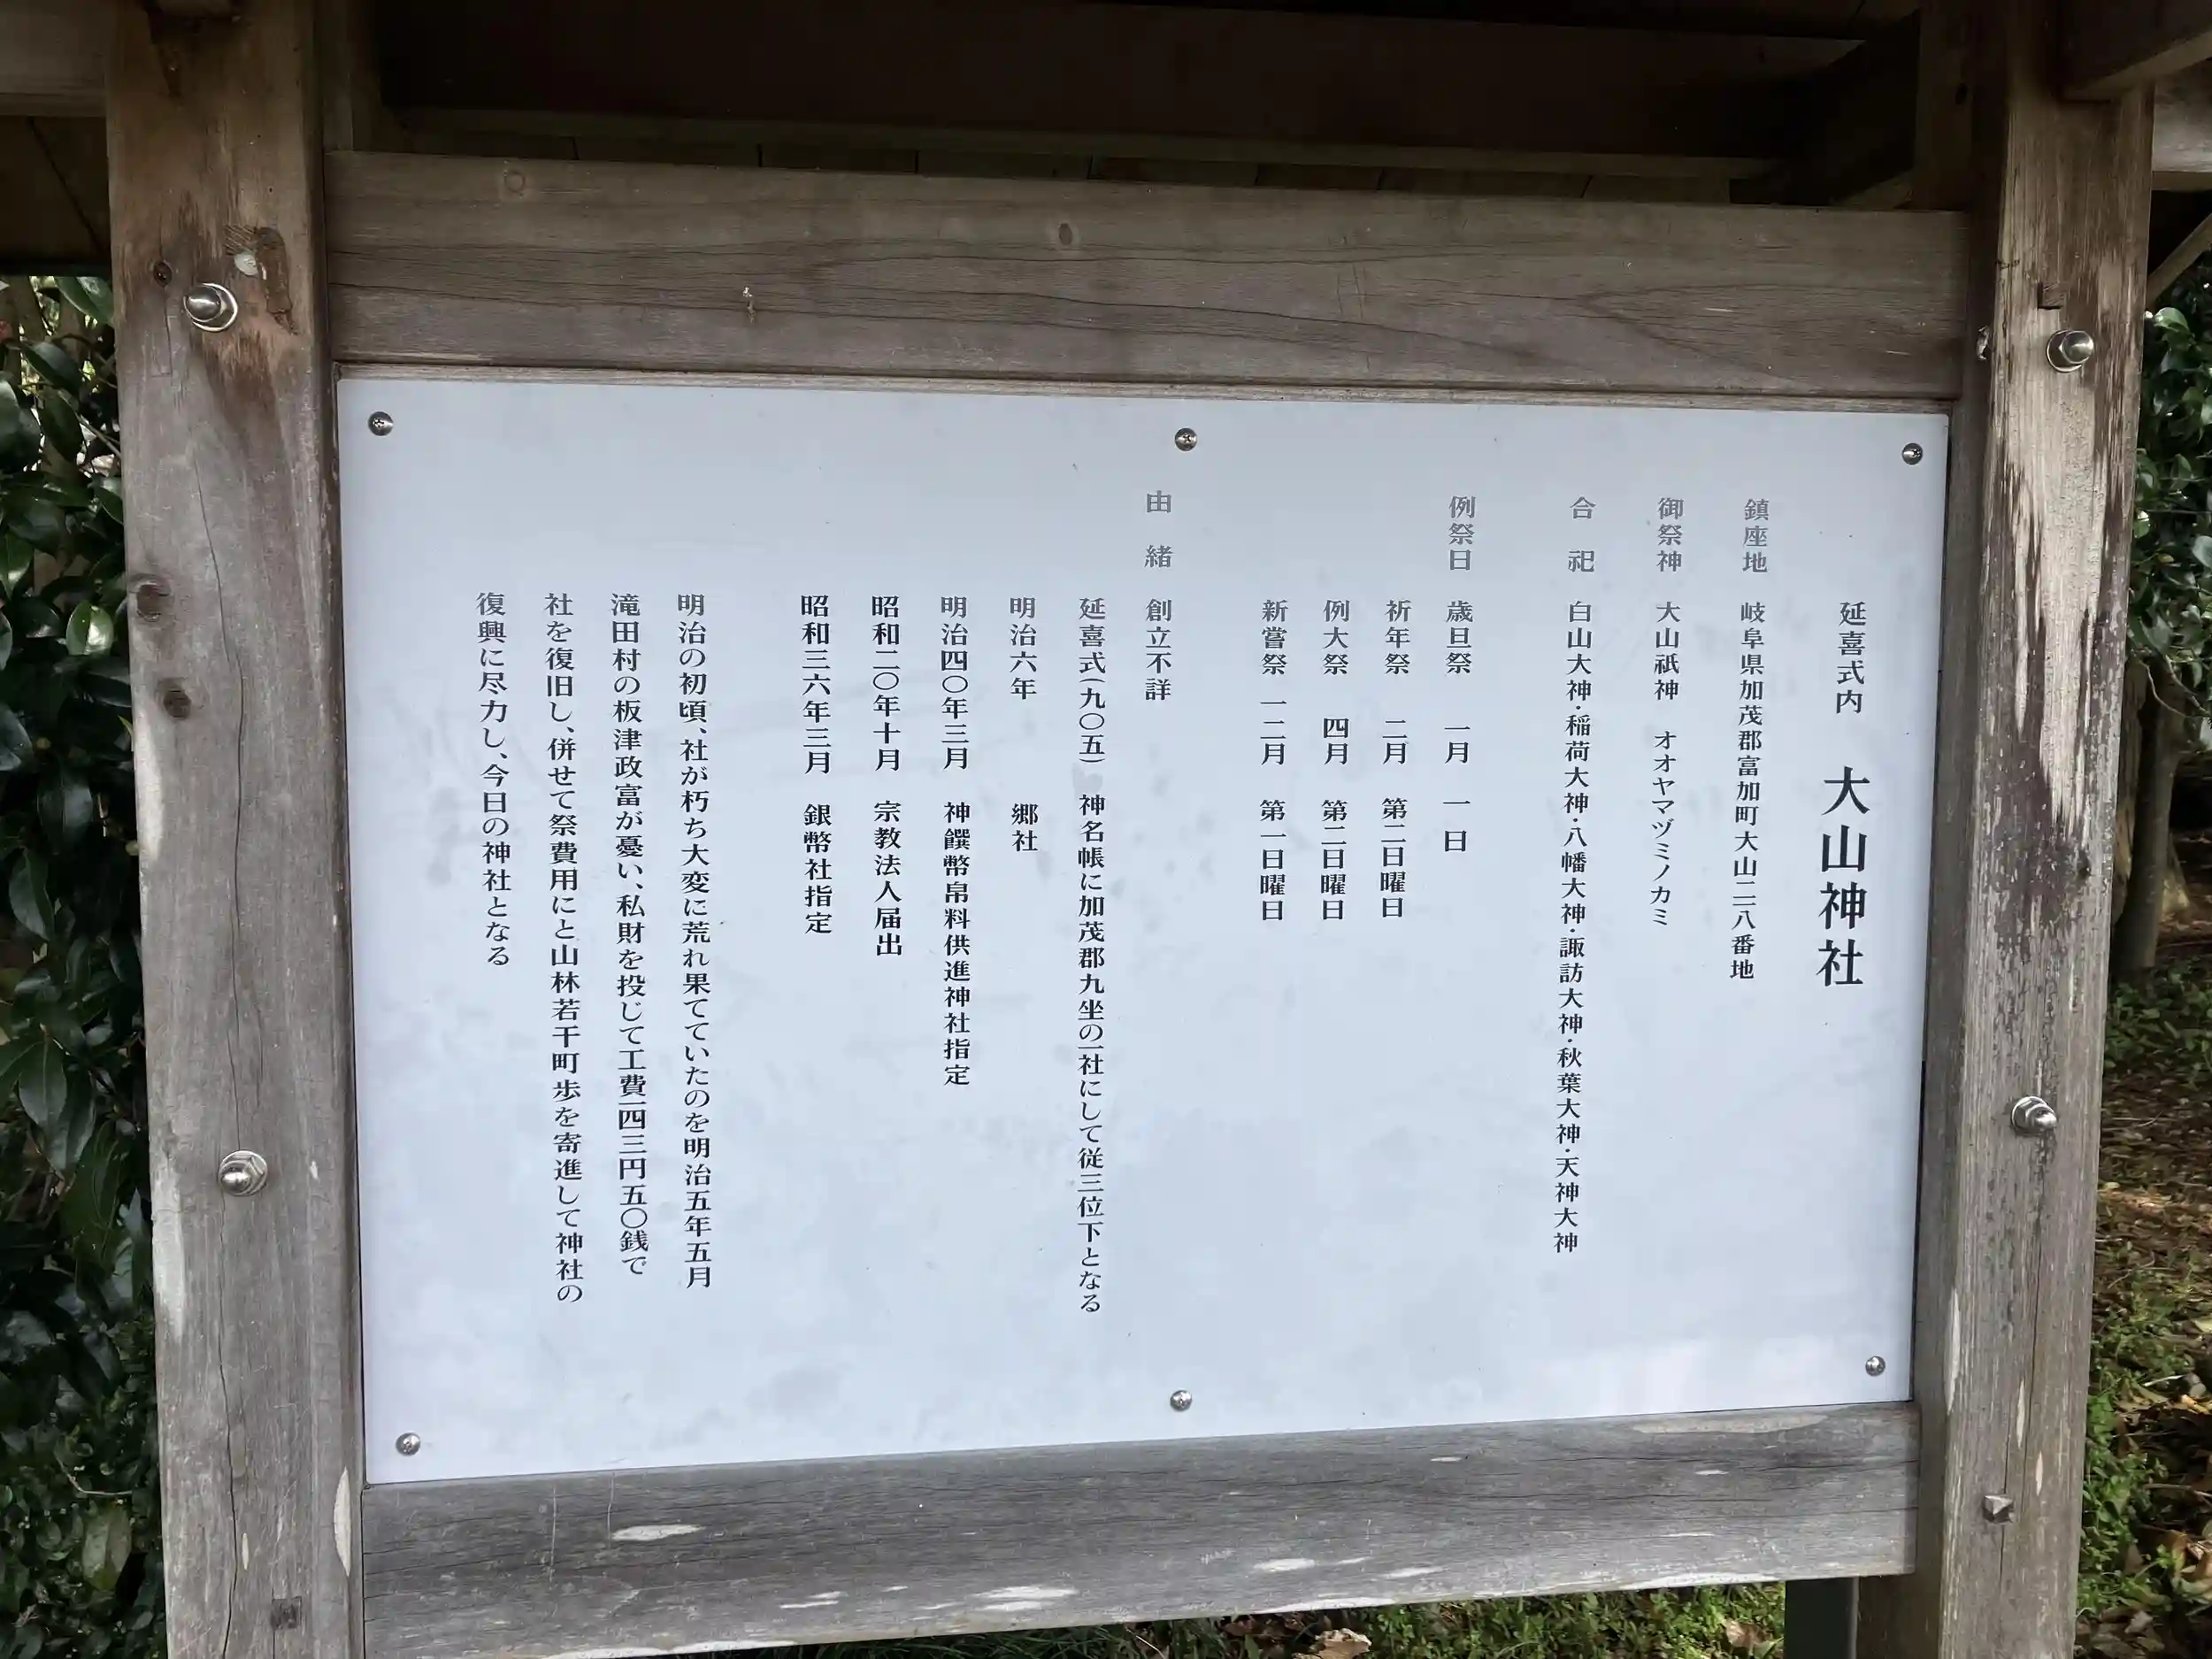 延喜式内　大山神社
鎮座地　岐阜県加茂郡富加町大山二八番地
御祭神　大山祇神　オオヤマヅミノカミ
合　祀　白山大神・稲荷大神・八幡大神・諏訪大神・秋葉大神・天神大神
例祭日　歳旦祭　一月　一日
祈年祭　二月　第二日曜日
例大祭　四月　第二日曜日
新嘗祭　一二月　第一日曜日
由　緒　創立不詳
延喜式（九〇五）　神名帳に加茂郡九坐の一社にして従三位下となる
明治六年　郷社
明治四〇年三月　神饌幣帛料供進神社指定
昭和二〇年十月　宗教法人届出
昭和三六年三月　銀幣社指定
明治の初頃、社が朽ち大変に荒れ果てていたのを明治五年五月
滝田村の板津政富が憂い、私財を投じて工費一四三円五〇銭で
社を復旧し、併せて祭費用にと山林若干町歩を寄進して神社の
復興に尽力し、今日の神社となる